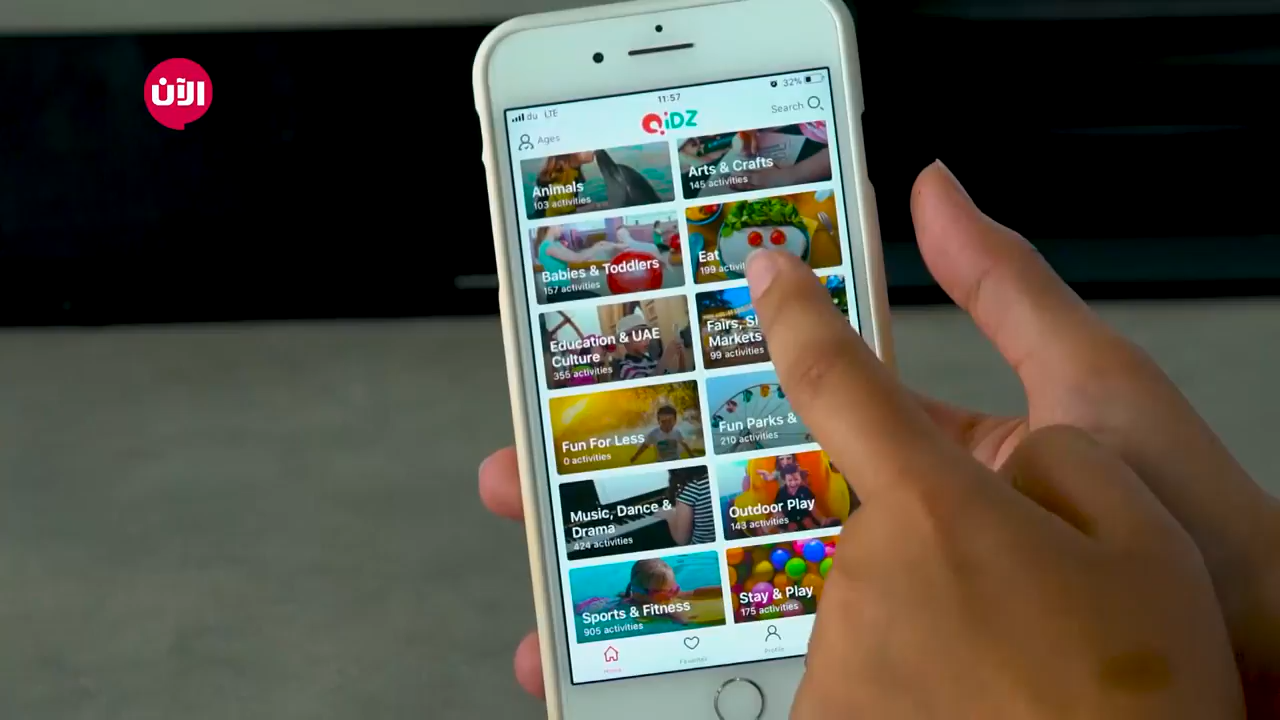 الآن
du LTE
11:57
32%
Ages
QiDZ
Search
Animals
103 activities
Arts & Crafts
145 activities
Babies & Toddlers
157 activities
Eat
199
Education & UAE
Culture
355 activities
Fairs,
Markets
99 activities
Fun For Less
0 activities
Fun Parks &
210 activities
Music, Dance &
Drama
424 activities
Outdoor Play
143 activities
Sports & Fitness
905 activities
Stay & Play
175 activities
Home
Favorites
Profile